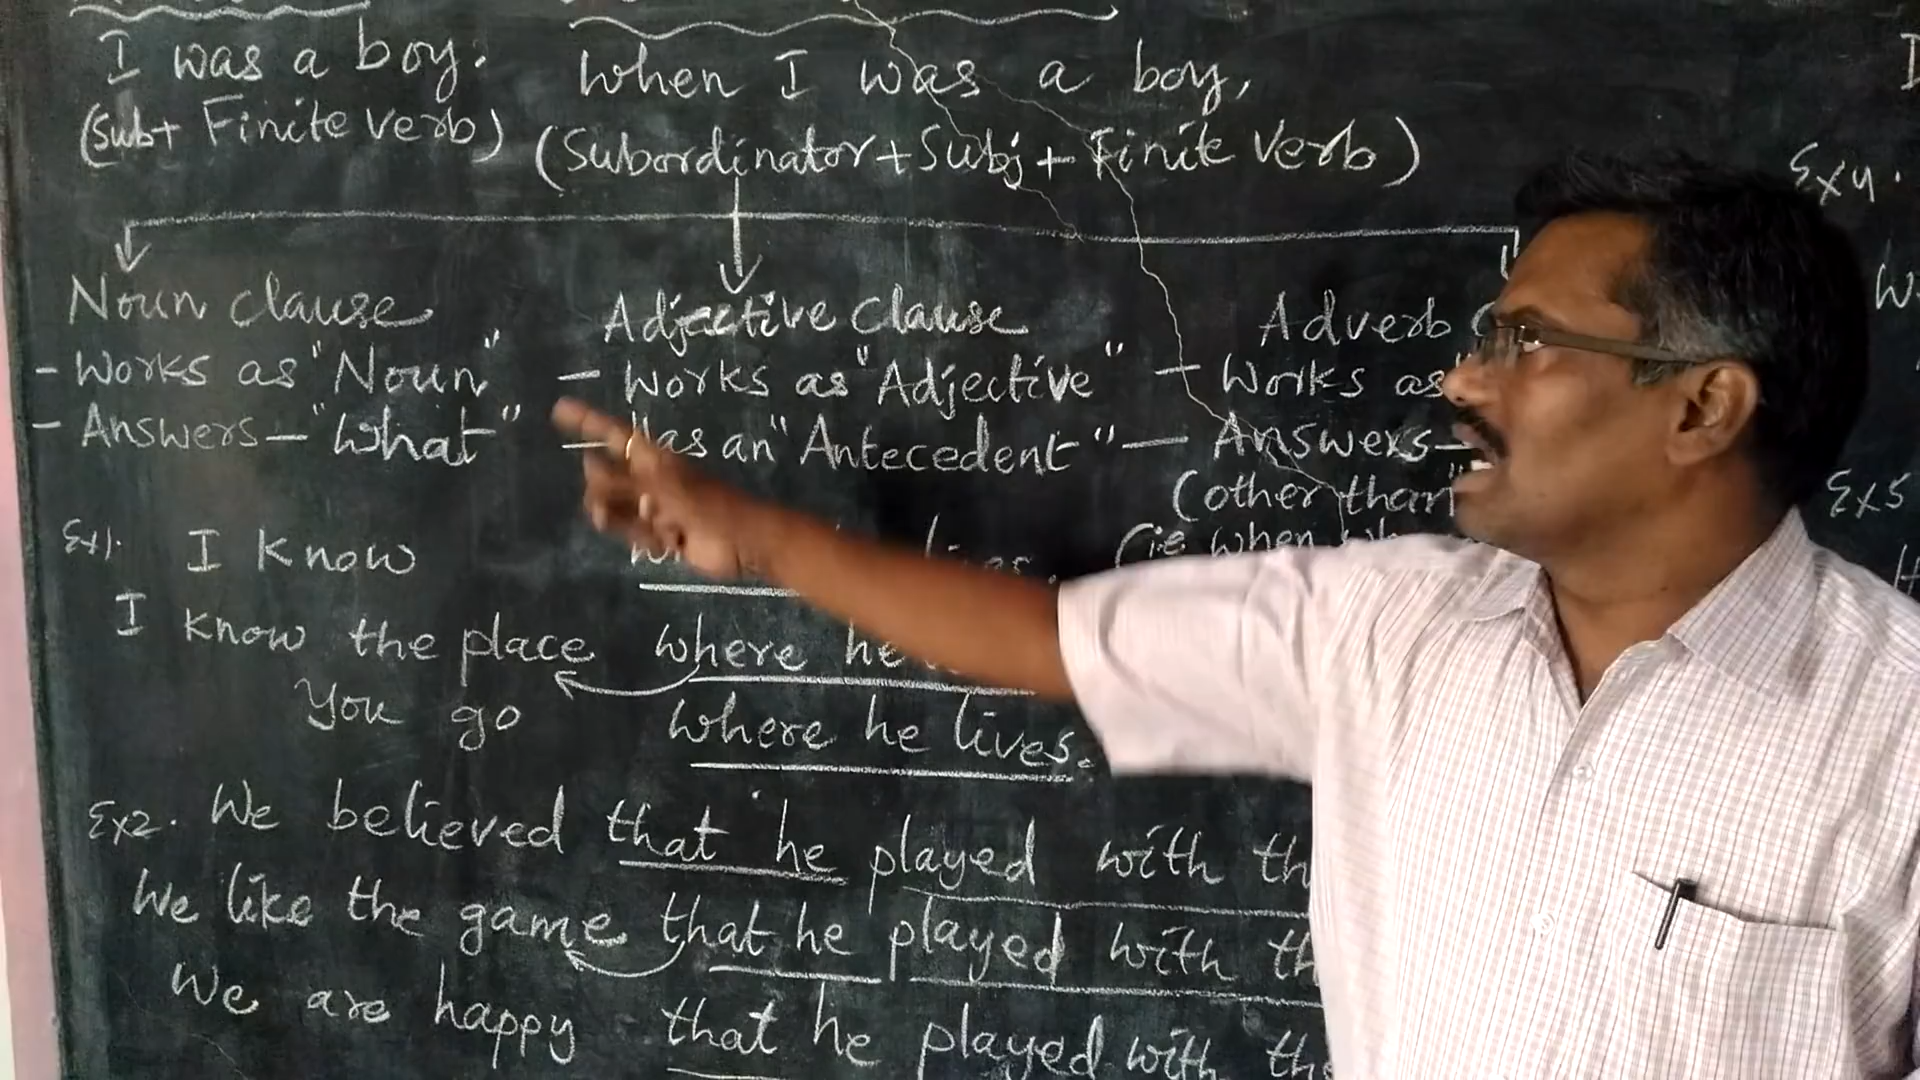 I was a boy. When I was a boy,
(Sub+ Finite verb) (Subordinator+Subj+Finite Verb)
Noun clause Adjective Clause Adverb
- Works as "Noun" - Works as "Adjective" - Works as
- Answers - "What" - Has an "Antecedent" - Answers-
(other than"
Ex1. I know (ie when
I know the place where he
You go where he lives.
Ex2. We believed that he played with
We like the game that he played with
We are happy that he played with
Ex4.
Ex5